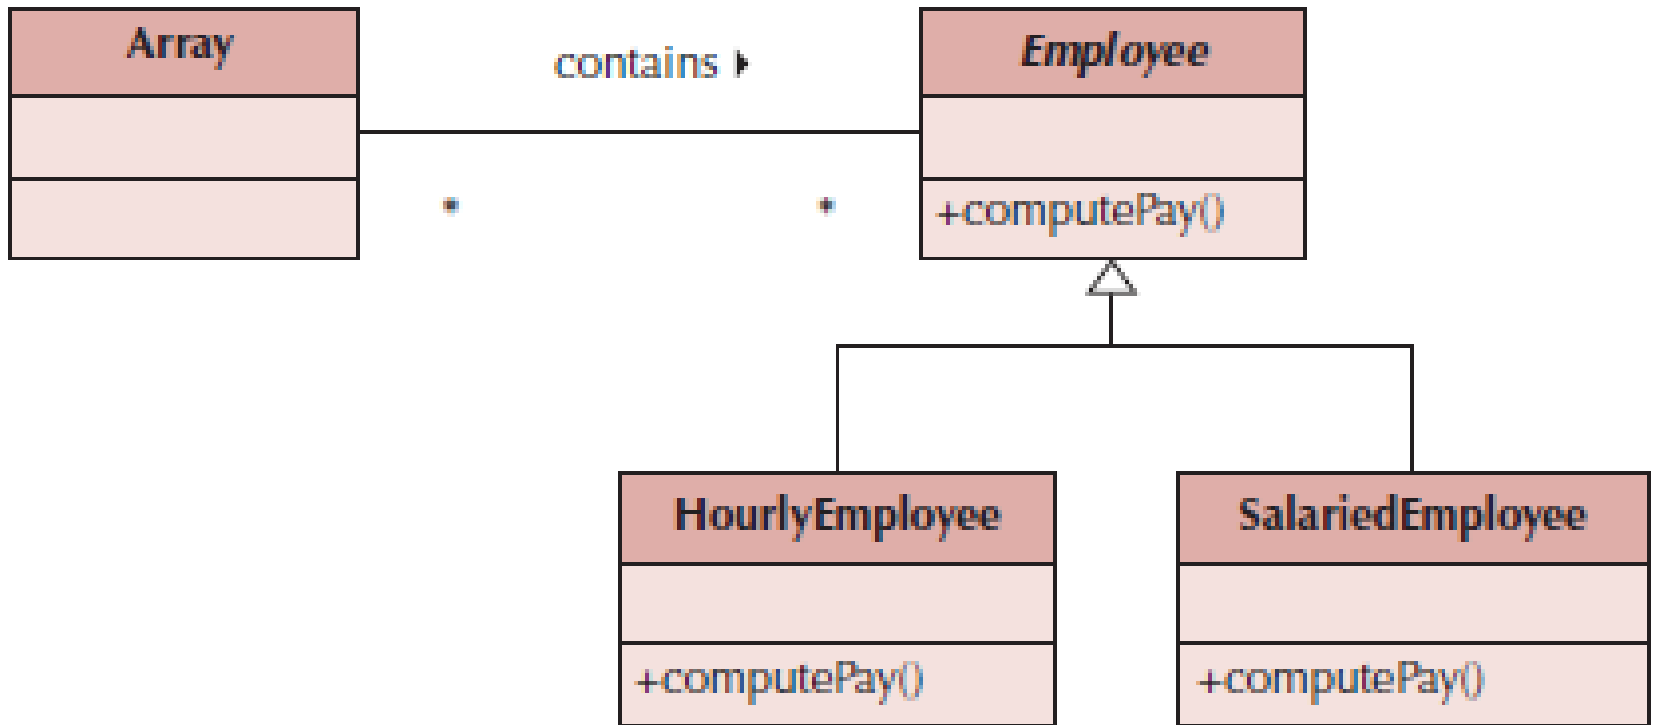 Array
contains ▶
Employee
* *
+computePay()
HourlyEmployee
SalariedEmployee
+computePay()
+computePay()